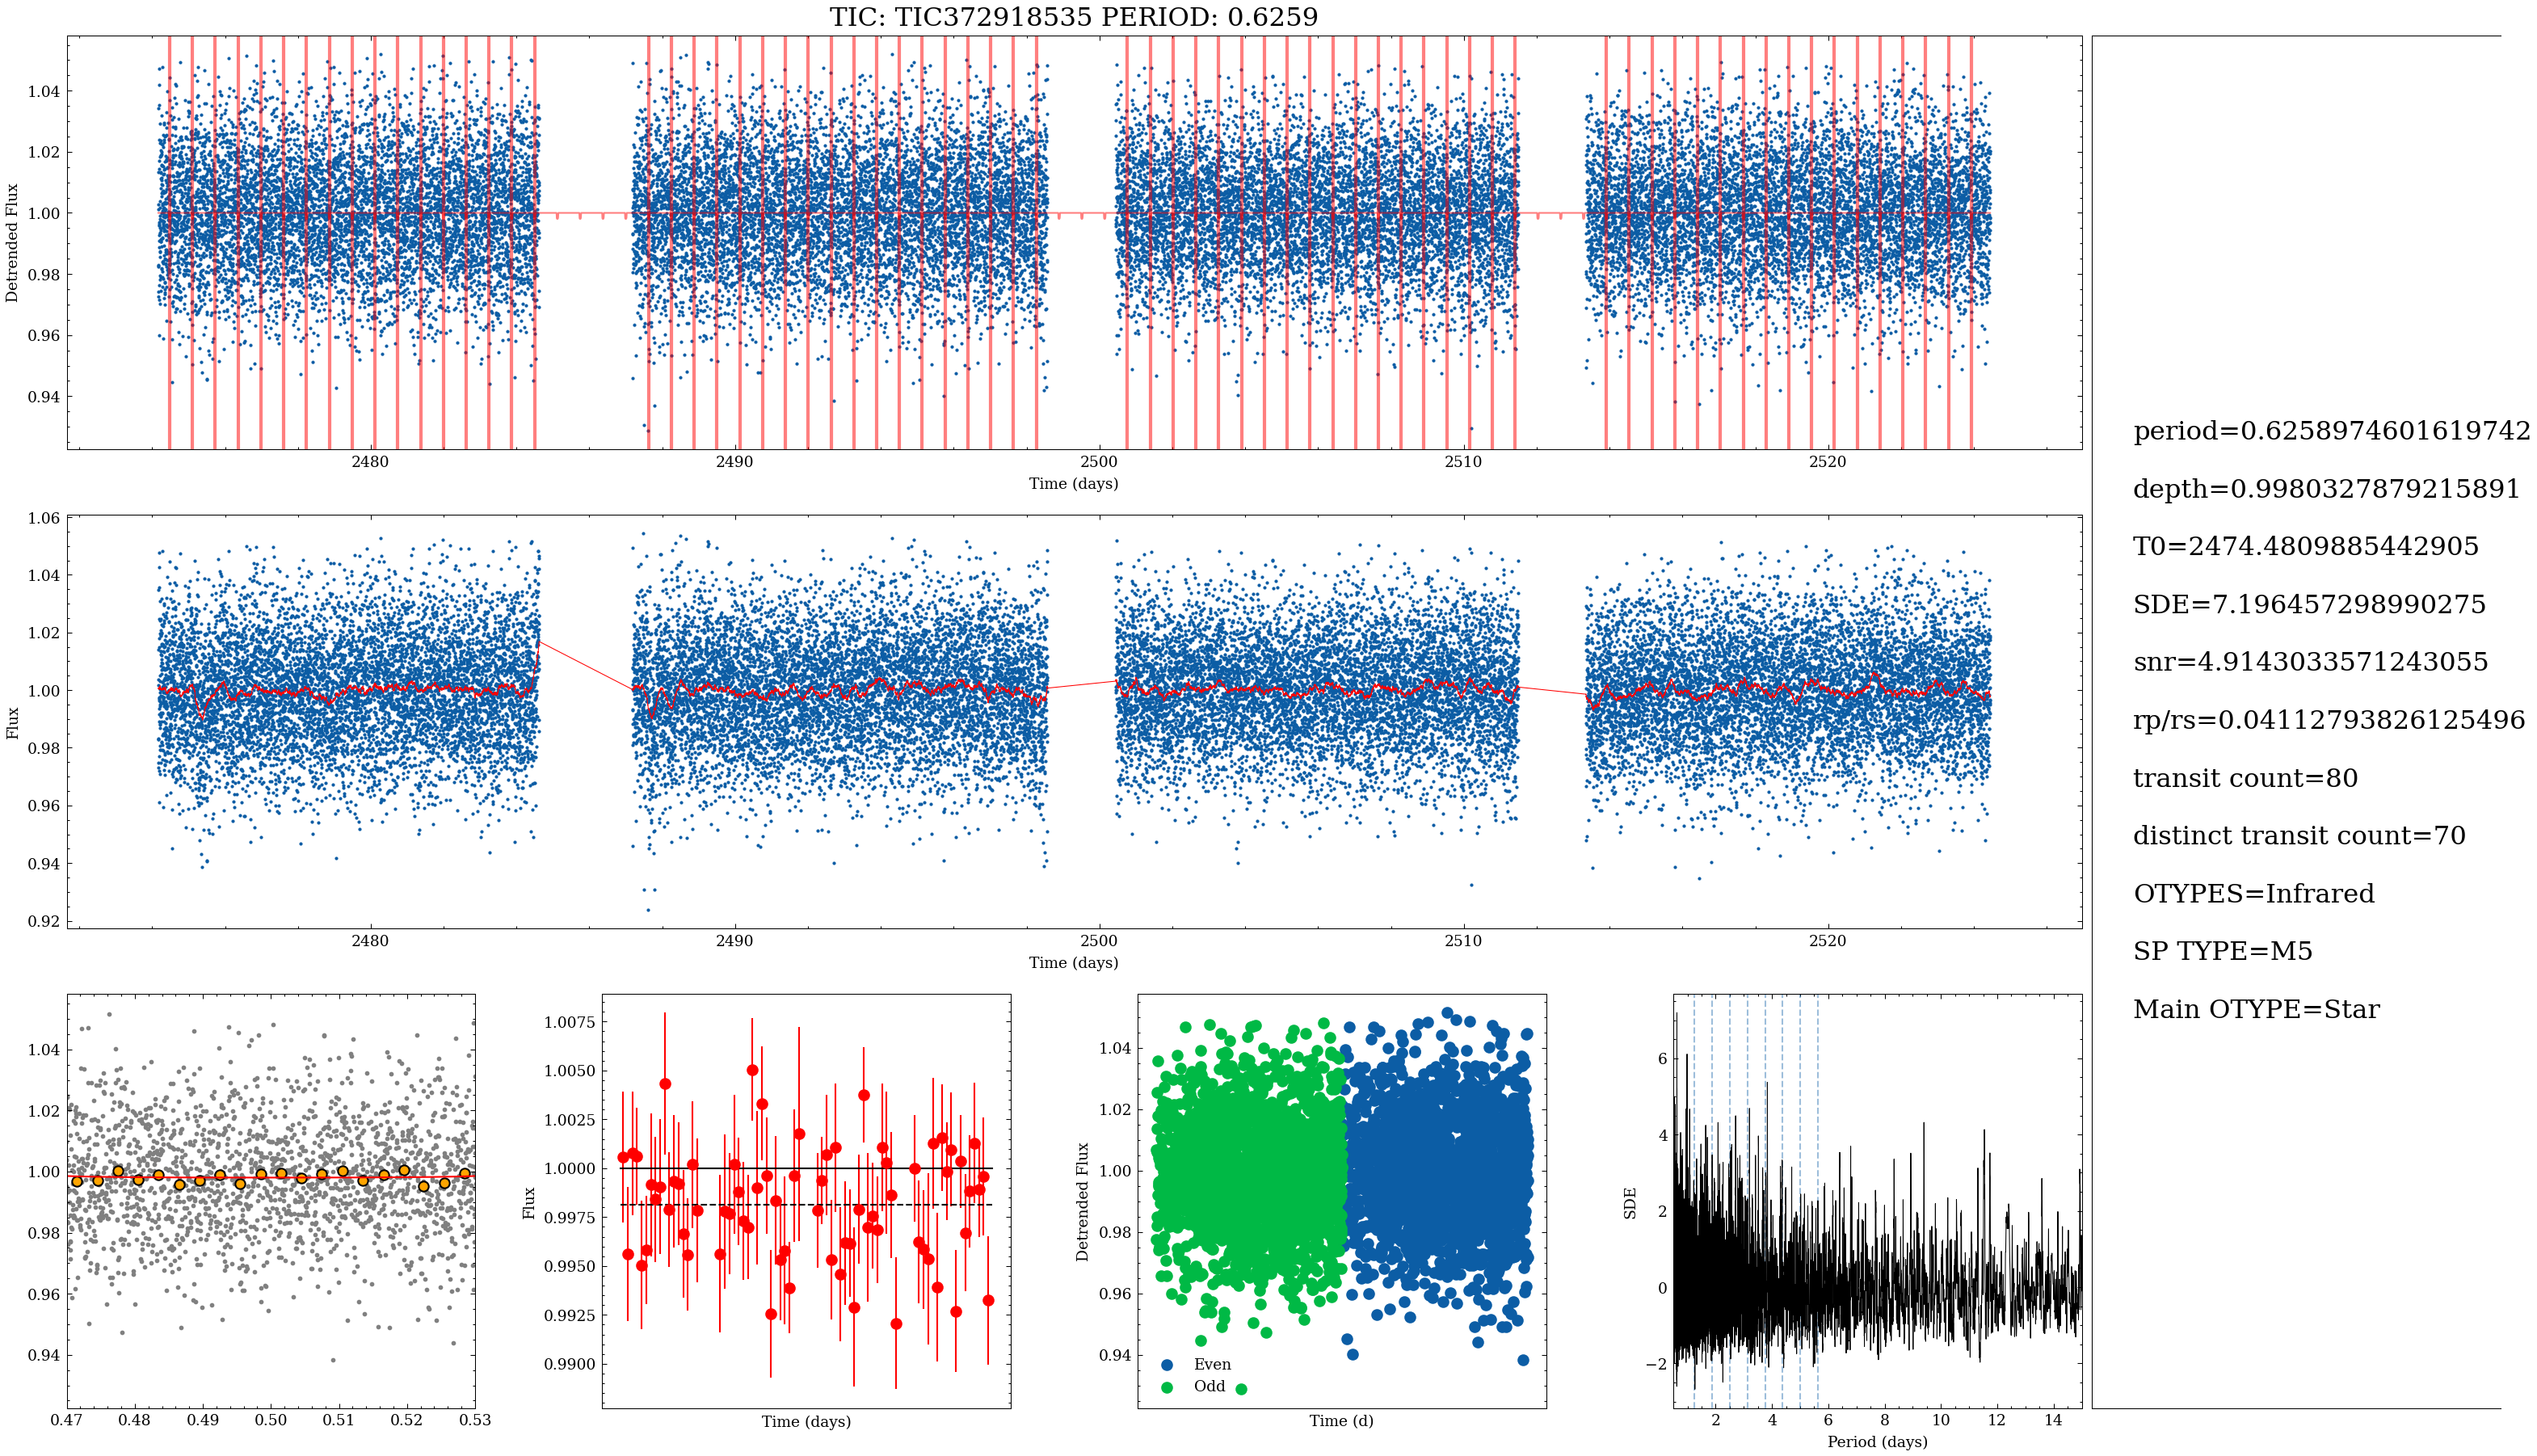 TIC: TIC372918535 PERIOD: 0.6259
1.04
1.02
1.00
0.98
0.96
0.94
Detrended Flux
2480
2490
2500
2510
2520
Time (days)
1.06
1.04
1.02
1.00
0.98
0.96
0.94
0.92
Flux
2480
2490
2500
2510
2520
Time (days)
period=0.6258974601619742
depth=0.9980327879215891
T0=2474.4809885442905
SDE=7.196457298990275
snr=4.9143033571243055
rp/rs=0.04112793826125496
transit count=80
distinct transit count=70
OTYPES=Infrared
SP TYPE=M5
Main OTYPE=Star
1.04
1.02
1.00
0.98
0.96
0.94
0.47
0.48
0.49
0.50
0.51
0.52
0.53
1.0075
1.0050
1.0025
1.0000
0.9975
0.9950
0.9925
0.9900
Flux
Time (days)
1.04
1.02
1.00
0.98
0.96
0.94
Detrended Flux
Even
Odd
Time (d)
6
4
2
0
−2
SDE
2
4
6
8
10
12
14
Period (days)